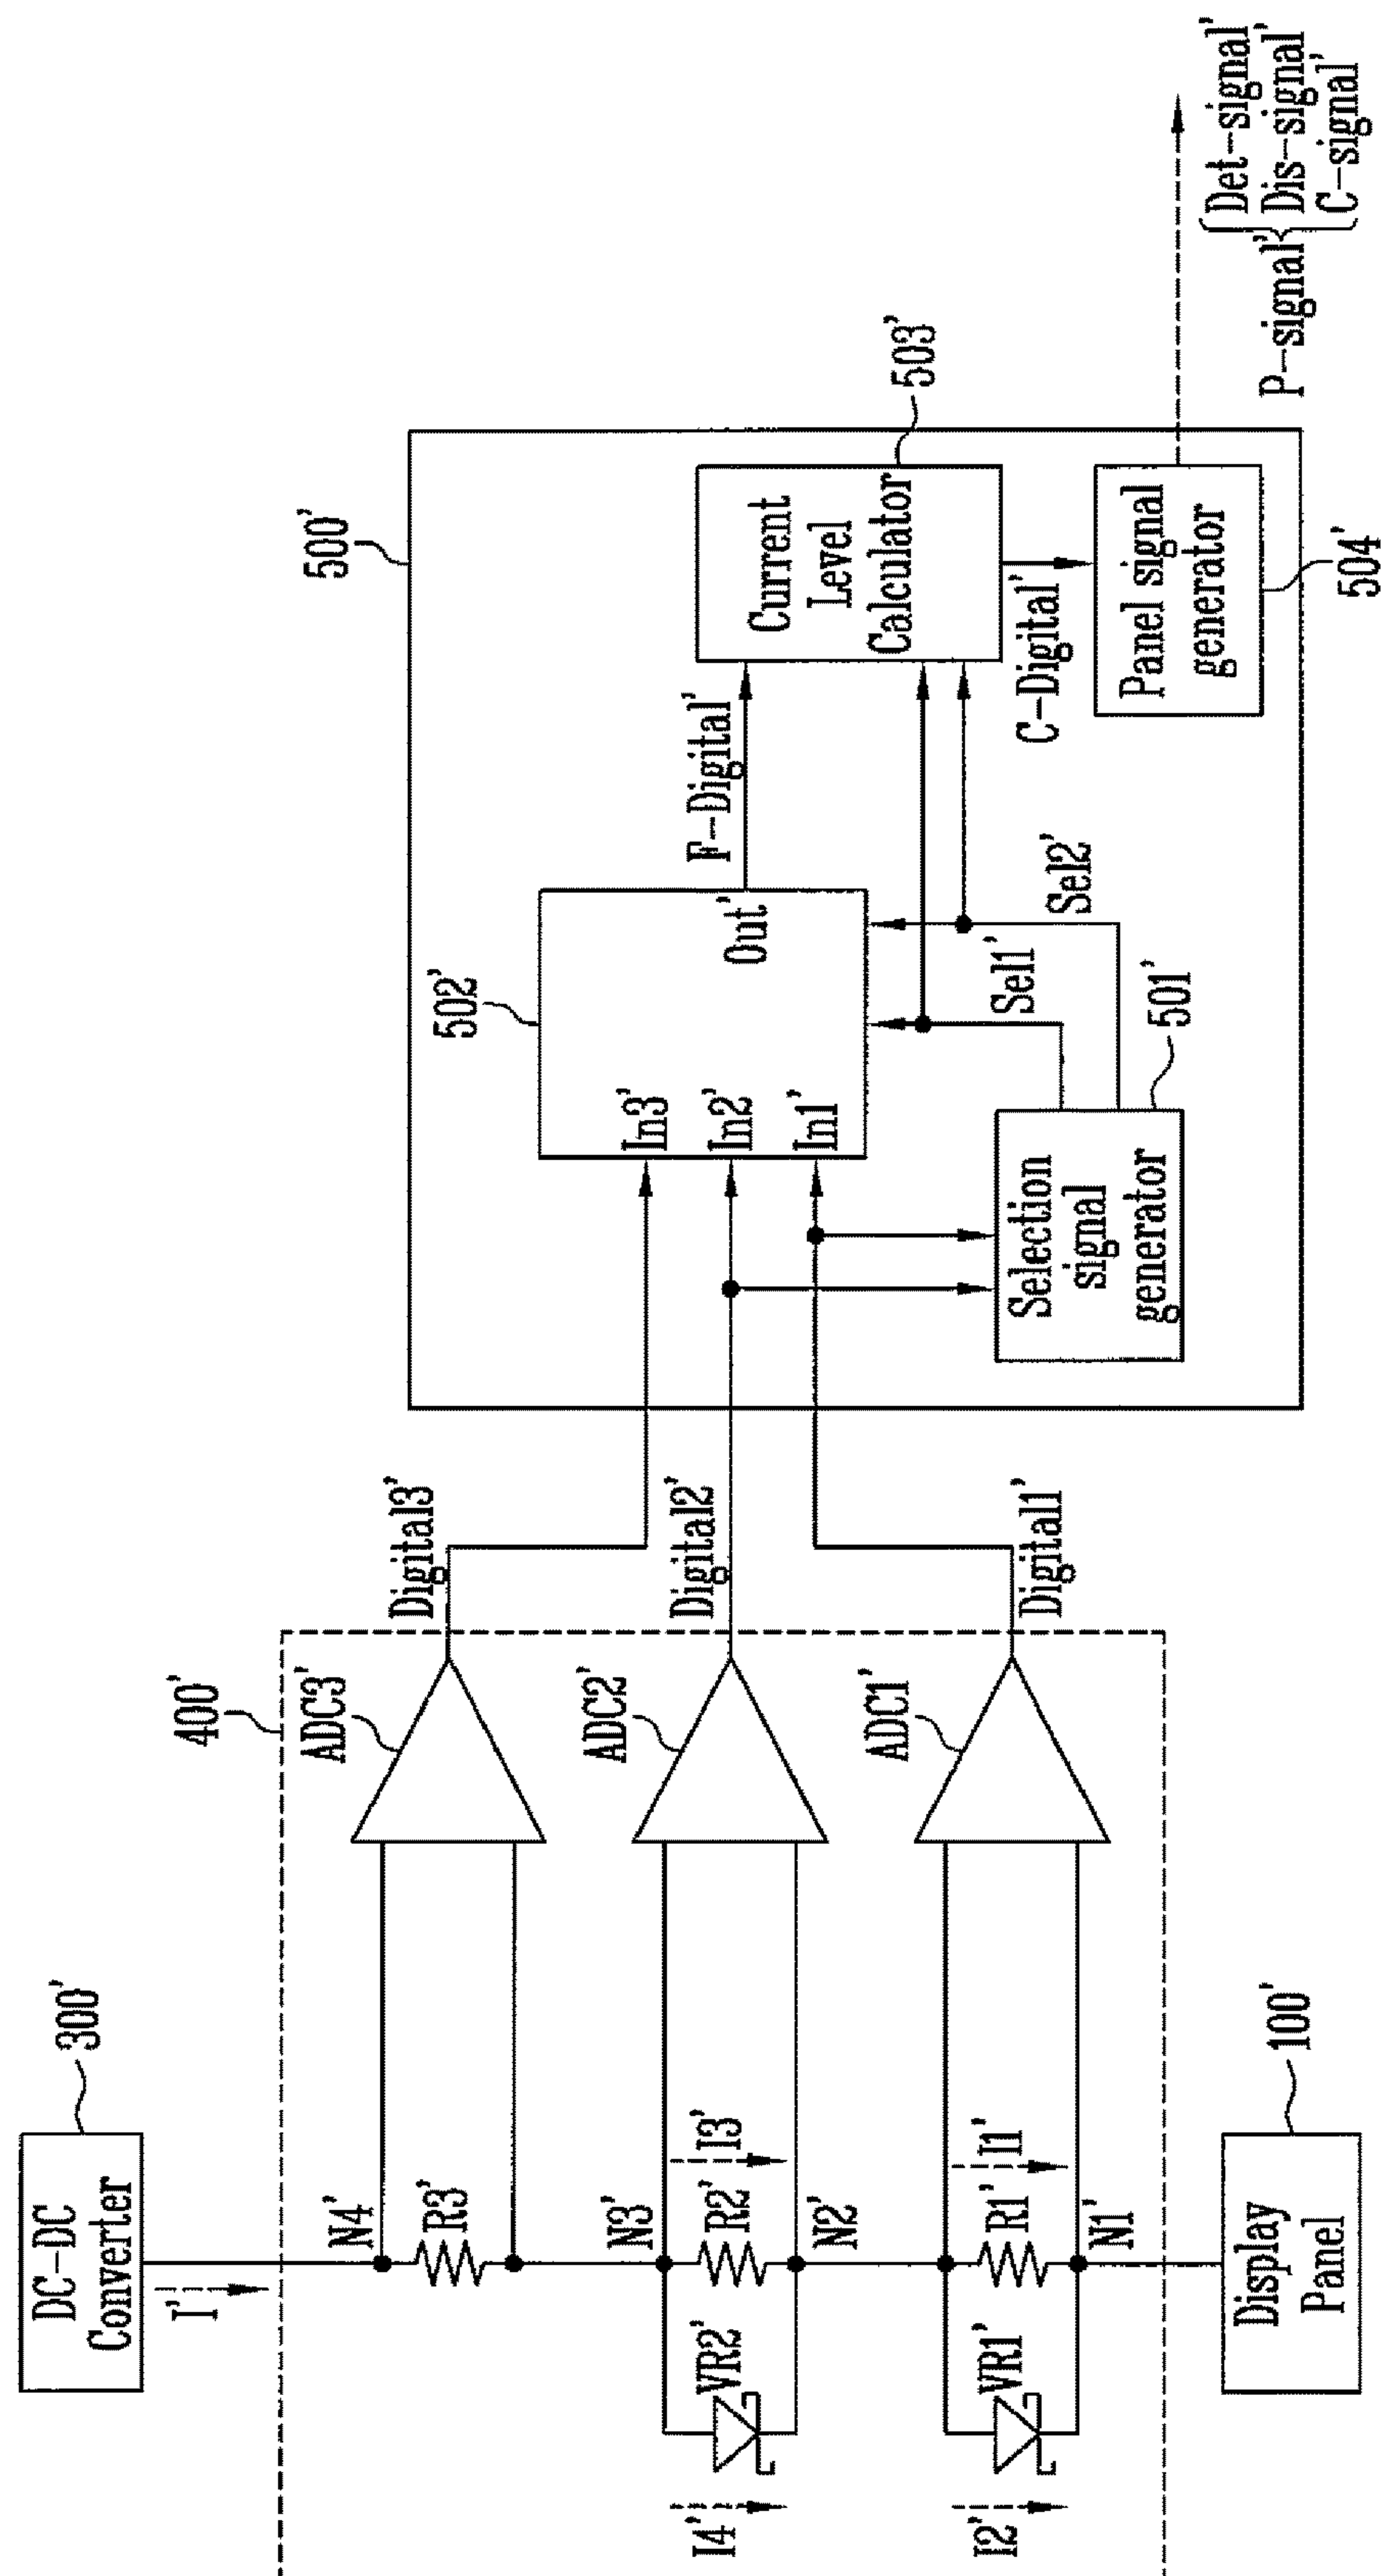 DC-DC
Converter
300'
I'
400'
N4'
R3'
ADC3'
Digital3'
N3'
R2'
VR2'
I3'
I4'
N2'
ADC2'
Digital2'
R1'
VR1'
I1'
I2'
N1'
ADC1'
Digital1'
Display
Panel
100'
500'
502'
In3'
In2'
In1'
Out'
F-Digital'
Current
Level
Calculator
503'
Sel1'
Sel2'
Selection
signal
generator
501'
C-Digital'
Panel signal
generator
504'
P-signal'
Det-signal'
Dis-signal'
C-signal'